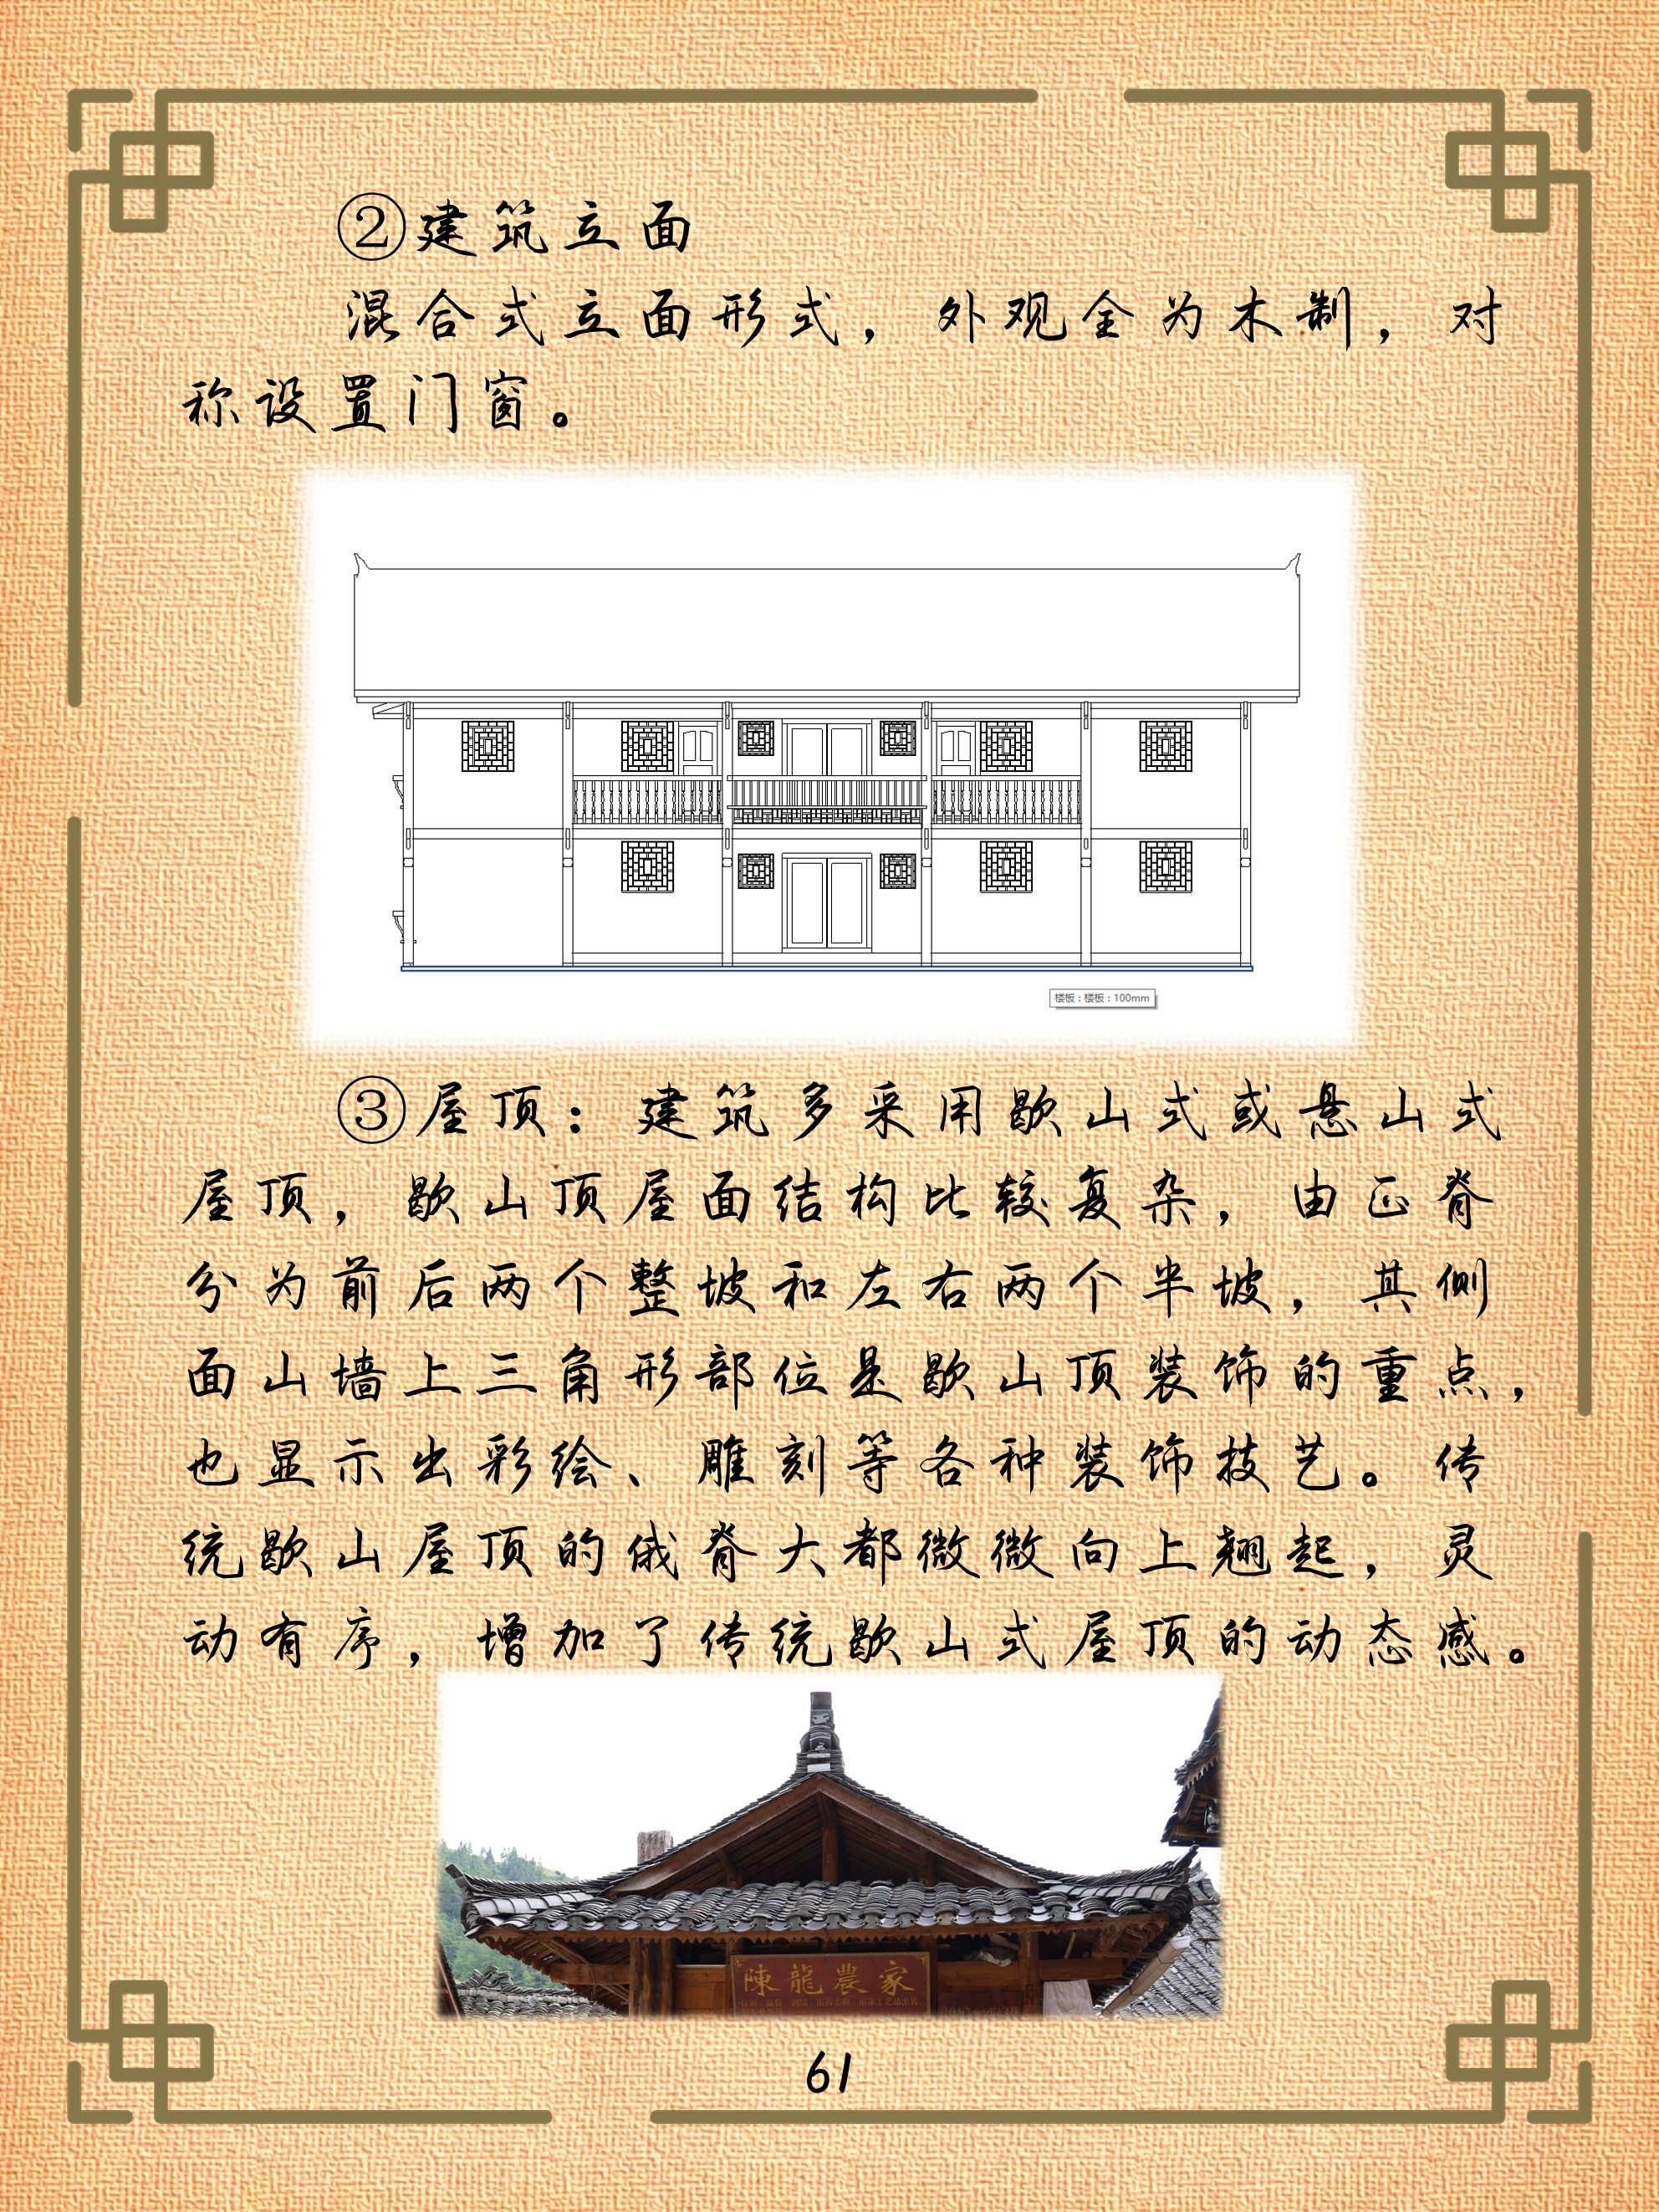 ②建筑立面
混合式立面形式，外观全为木制，对
称设置门窗。
楼板：楼板：100mm
③屋顶：建筑多采用歇山式或悬山式
屋顶，歇山顶屋面结构比较复杂，由正脊
分为前后两个整坡和左右两个半坡，其侧
面山墙上三角形部位是歇山顶装饰的重点，
也显示出彩绘、雕刻等各种装饰技艺。传
统歇山屋顶的俄脊大都微微向上翘起，灵
动有序，增加了传统歇山式屋顶的动态感。
陳龍農家
61